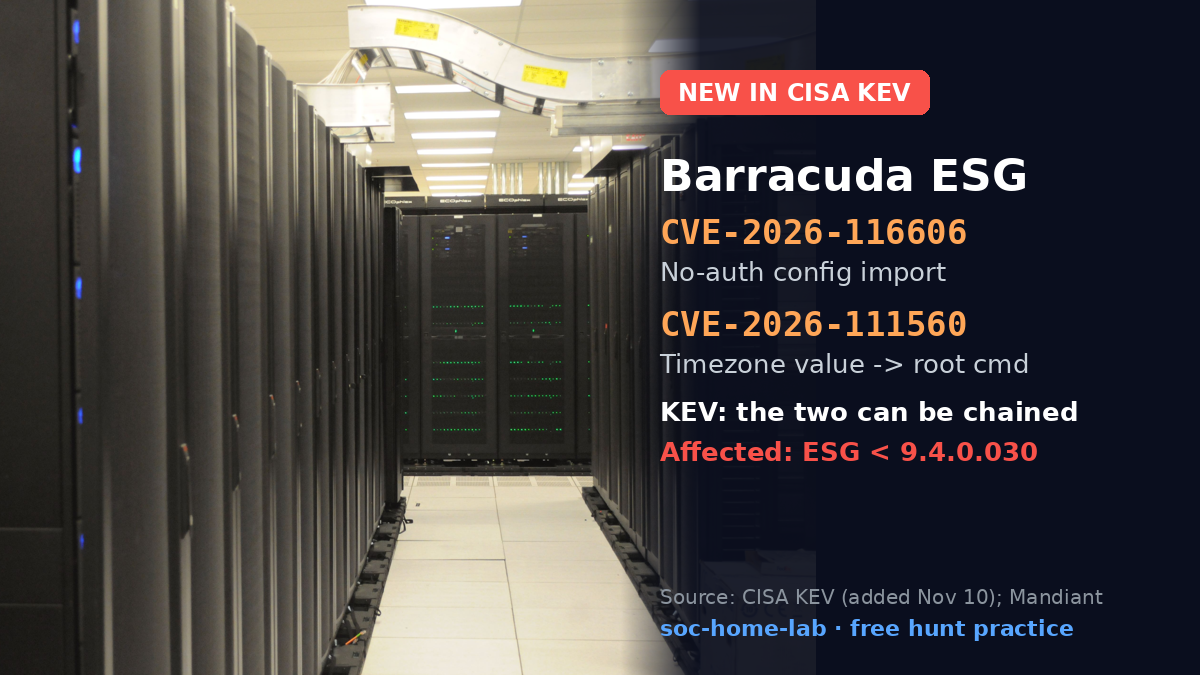 NEW IN CISA KEV
Barracuda ESG
CVE-2026-116606
No-auth config import
CVE-2026-111560
Timezone value -> root cmd
KEV: the two can be chained
Affected: ESG < 9.4.0.030
Source: CISA KEV (added Nov 10); Mandiant
soc-home-lab · free hunt practice